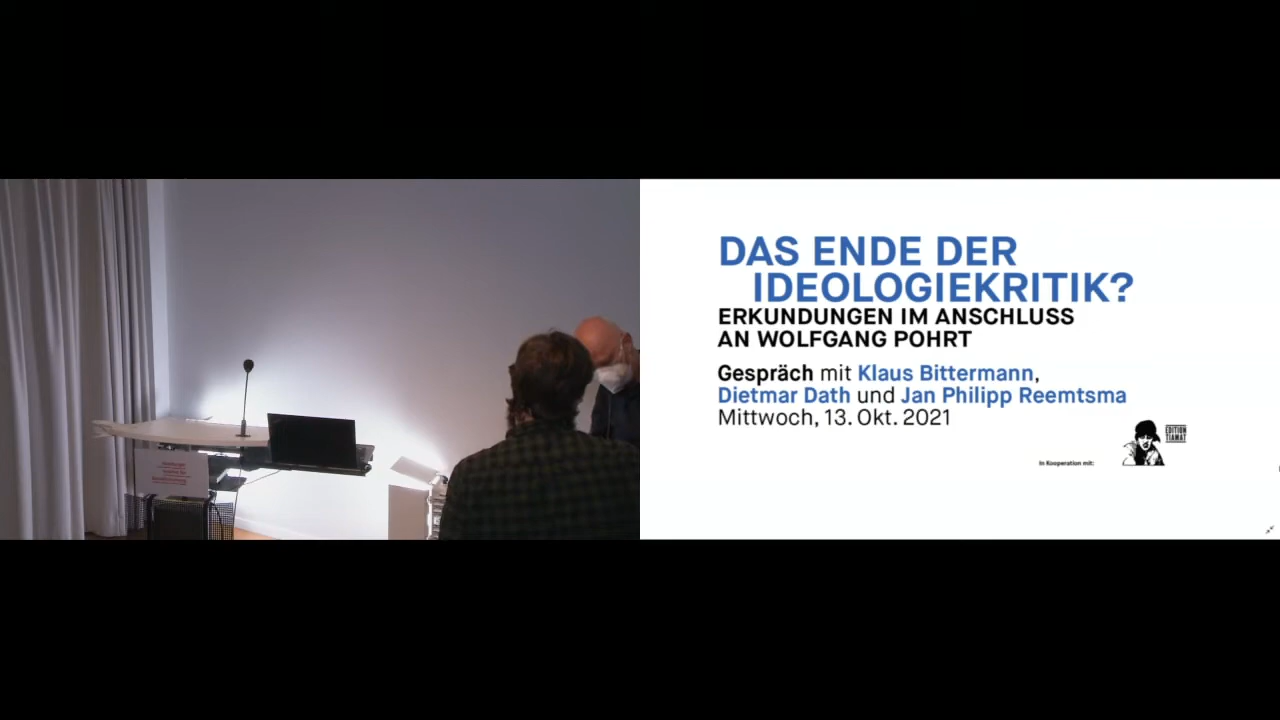 DAS ENDE DER
IDEOLOGIEKRITIK?
ERKUNDUNGEN IM ANSCHLUSS
AN WOLFGANG POHRT
Gespräch mit Klaus Bittermann,
Dietmar Dath und Jan Philipp Reemtsma
Mittwoch, 13. Okt. 2021
In Kooperation mit:
EDITION
TIAMAT